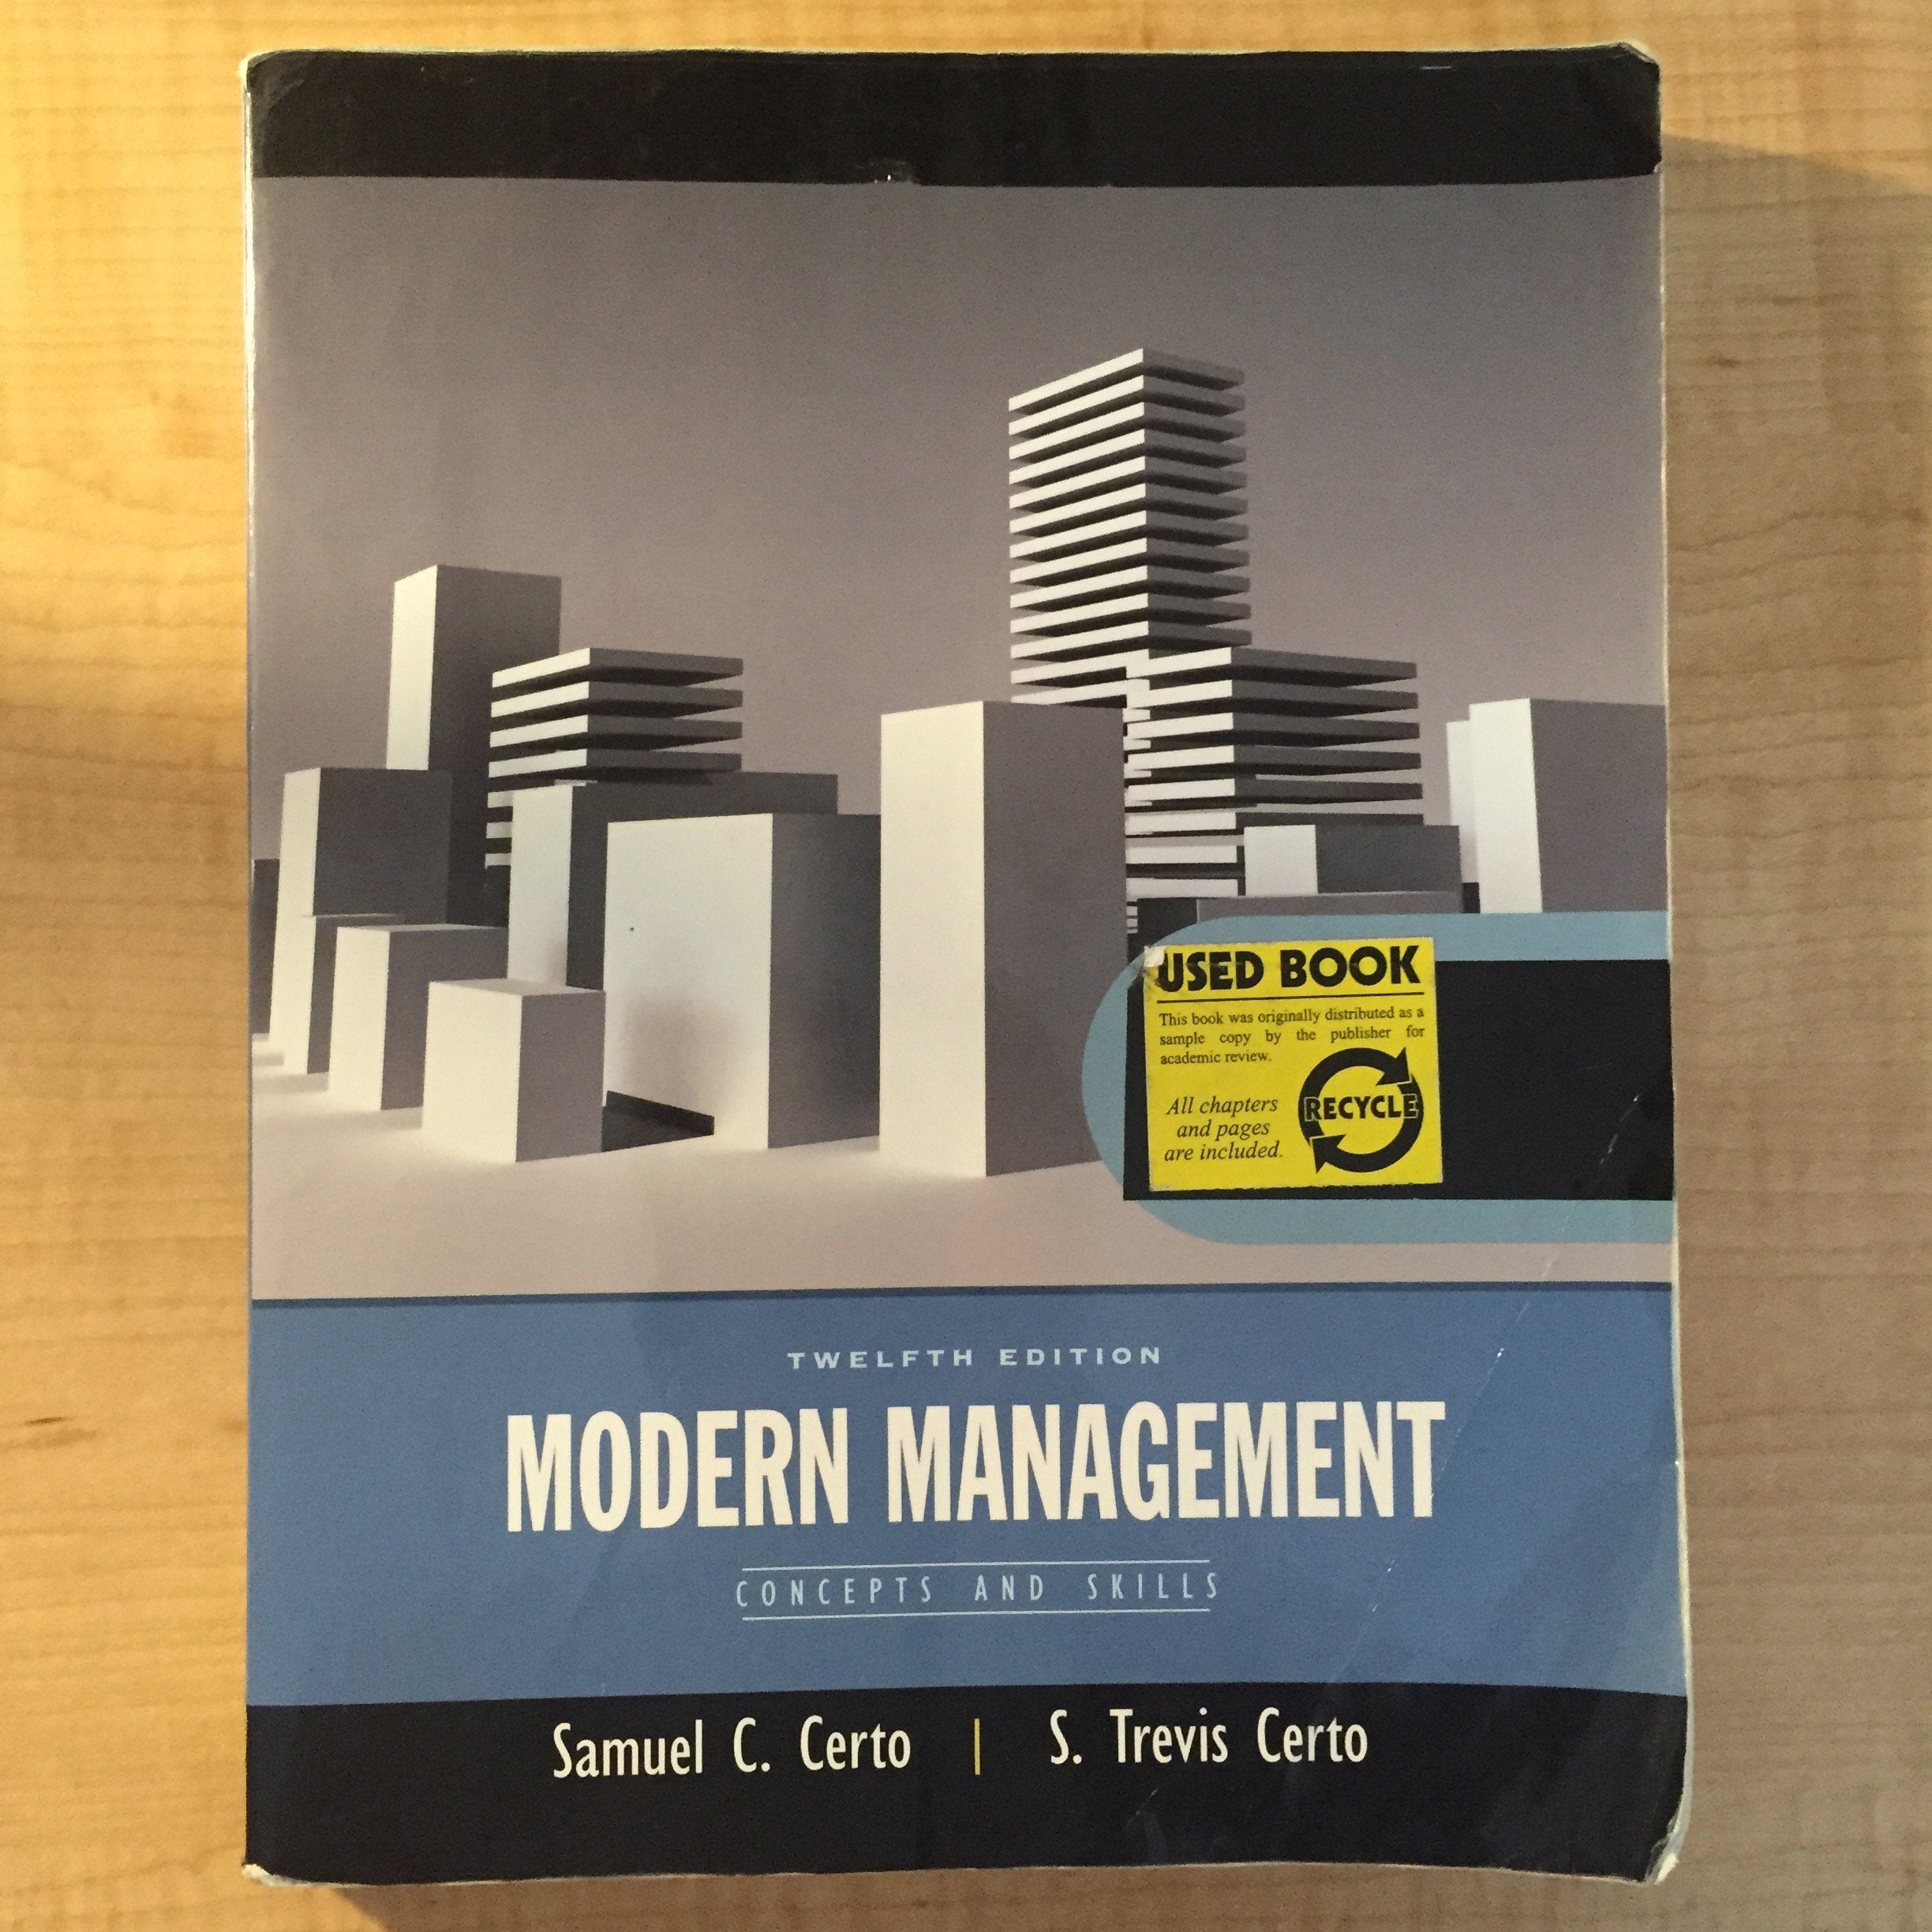 USED BOOK
This book was originally distributed as a
sample copy by the publisher for
academic review.
All chapters
and pages
are included.
RECYCLE
TWELFTH EDITION
MODERN MANAGEMENT
CONCEPTS AND SKILLS
Samuel C. Certo | S. Trevis Certo